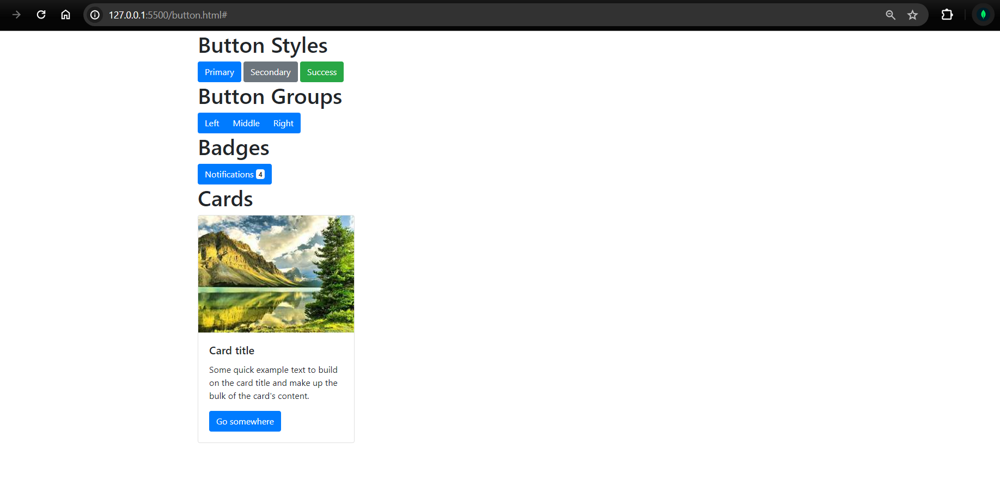 127.0.0.1:5500/button.html#
Button Styles
Primary Secondary Success
Button Groups
Left Middle Right
Badges
Notifications 4
Cards
Card title
Some quick example text to build
on the card title and make up the
bulk of the card's content.
Go somewhere